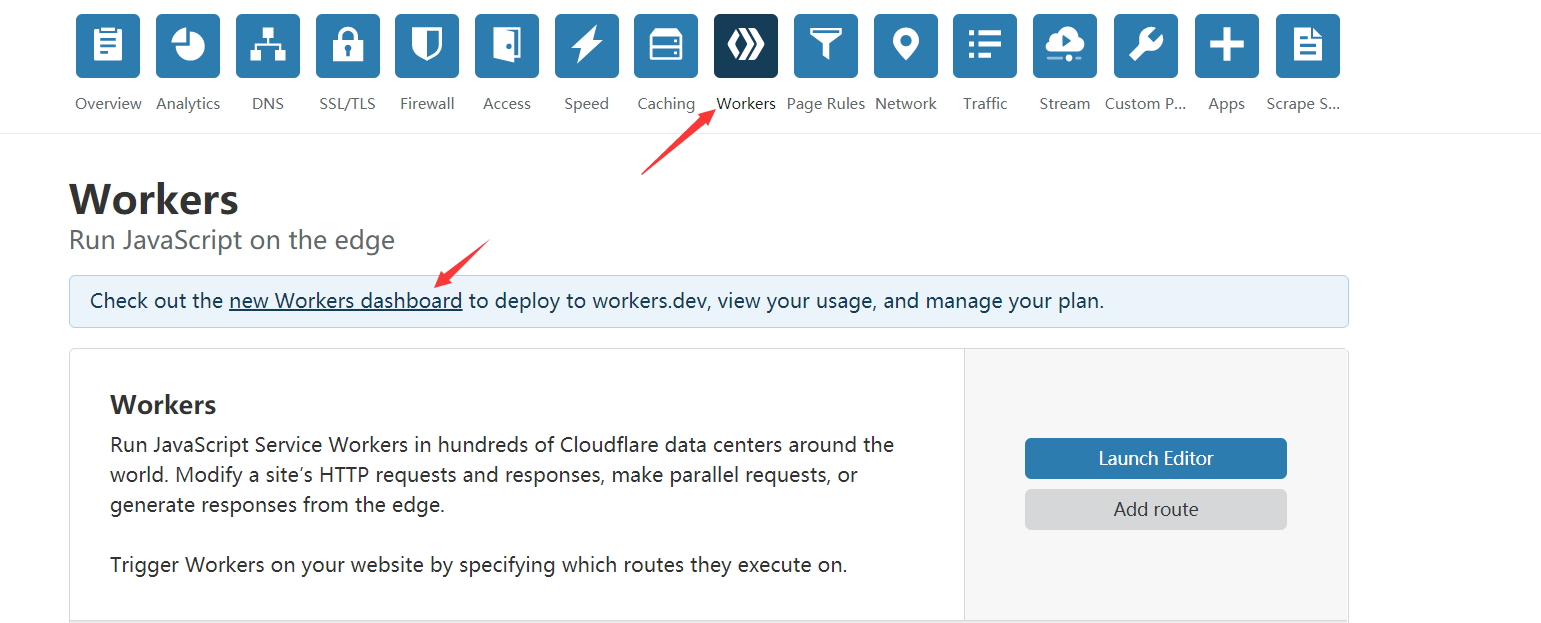 Overview Analytics DNS SSL/TLS Firewall Access Speed Caching Workers Page Rules Network Traffic Stream Custom P... Apps Scrape S...
Workers
Run JavaScript on the edge
Check out the new Workers dashboard to deploy to workers.dev, view your usage, and manage your plan.
Workers
Run JavaScript Service Workers in hundreds of Cloudflare data centers around the
world. Modify a site’s HTTP requests and responses, make parallel requests, or
generate responses from the edge.
Trigger Workers on your website by specifying which routes they execute on.
Launch Editor
Add route